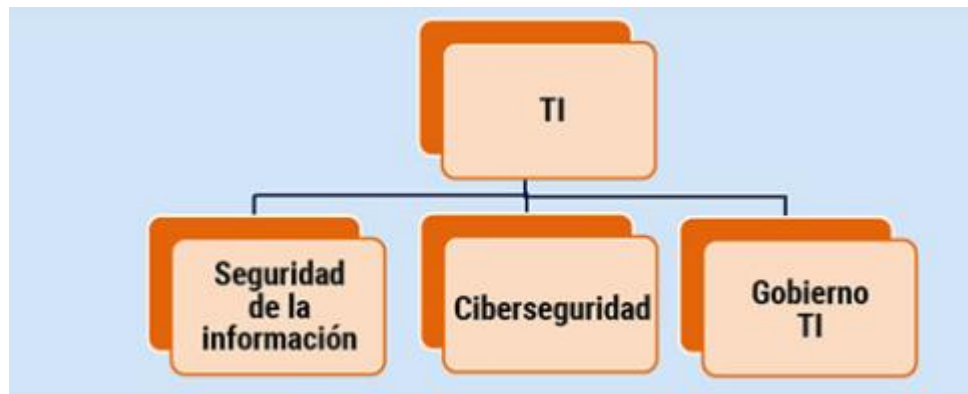 TI
Seguridad
de la
información
Ciberseguridad
Gobierno
TI